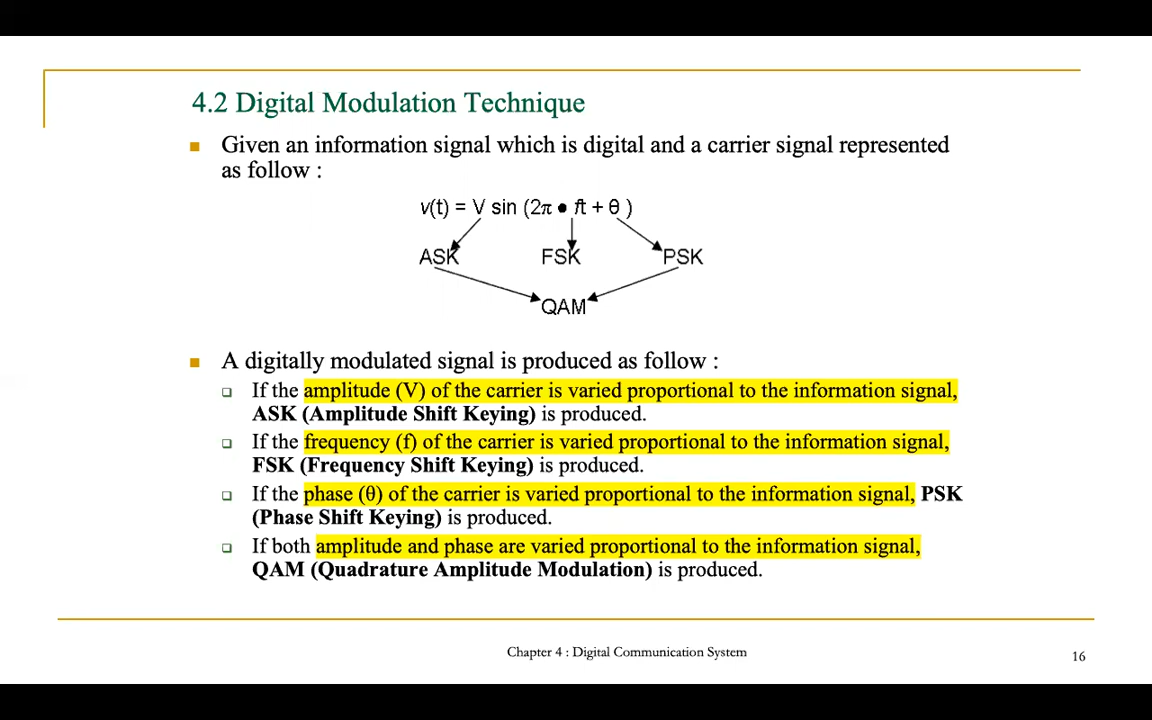 4.2 Digital Modulation Technique
Given an information signal which is digital and a carrier signal represented
as follow :
v(t) = V sin (2π • ft + θ )
ASK FSK PSK
QAM
A digitally modulated signal is produced as follow :
If the amplitude (V) of the carrier is varied proportional to the information signal,
ASK (Amplitude Shift Keying) is produced.
If the frequency (f) of the carrier is varied proportional to the information signal,
FSK (Frequency Shift Keying) is produced.
If the phase (θ) of the carrier is varied proportional to the information signal, PSK
(Phase Shift Keying) is produced.
If both amplitude and phase are varied proportional to the information signal,
QAM (Quadrature Amplitude Modulation) is produced.
Chapter 4 : Digital Communication System
16